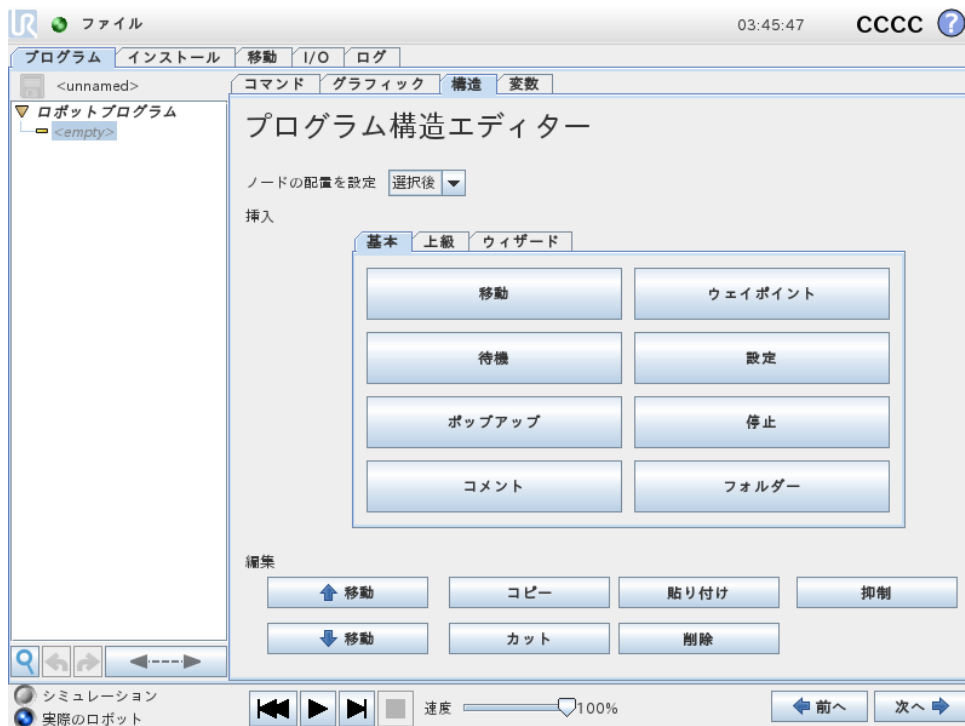 UR ファイル 03:45:47 CCCC ?
プログラム インストール 移動 I/O ログ
<unnamed> コマンド グラフィック 構造 変数
ロボットプログラム
<empty>
プログラム構造エディター
ノードの配置を設定 選択後
挿入
基本 上級 ウィザード
移動 ウェイポイント
待機 設定
ポップアップ 停止
コメント フォルダー
編集
移動 コピー 貼り付け 抑制
移動 カット 削除
シミュレーション
実際のロボット
速度 100% 前へ 次へ